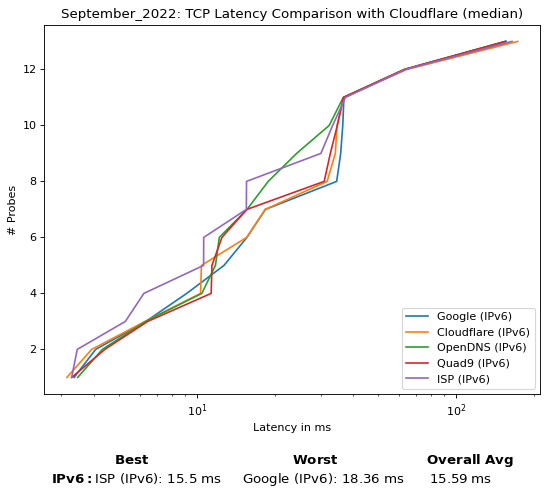 September_2022: TCP Latency Comparison with Cloudflare (median)
12
10
8
6
4
2
# Probes
10¹ 10²
Latency in ms
Google (IPv6)
Cloudflare (IPv6)
OpenDNS (IPv6)
Quad9 (IPv6)
ISP (IPv6)
Best Worst Overall Avg
IPv6: ISP (IPv6): 15.5 ms Google (IPv6): 18.36 ms 15.59 ms